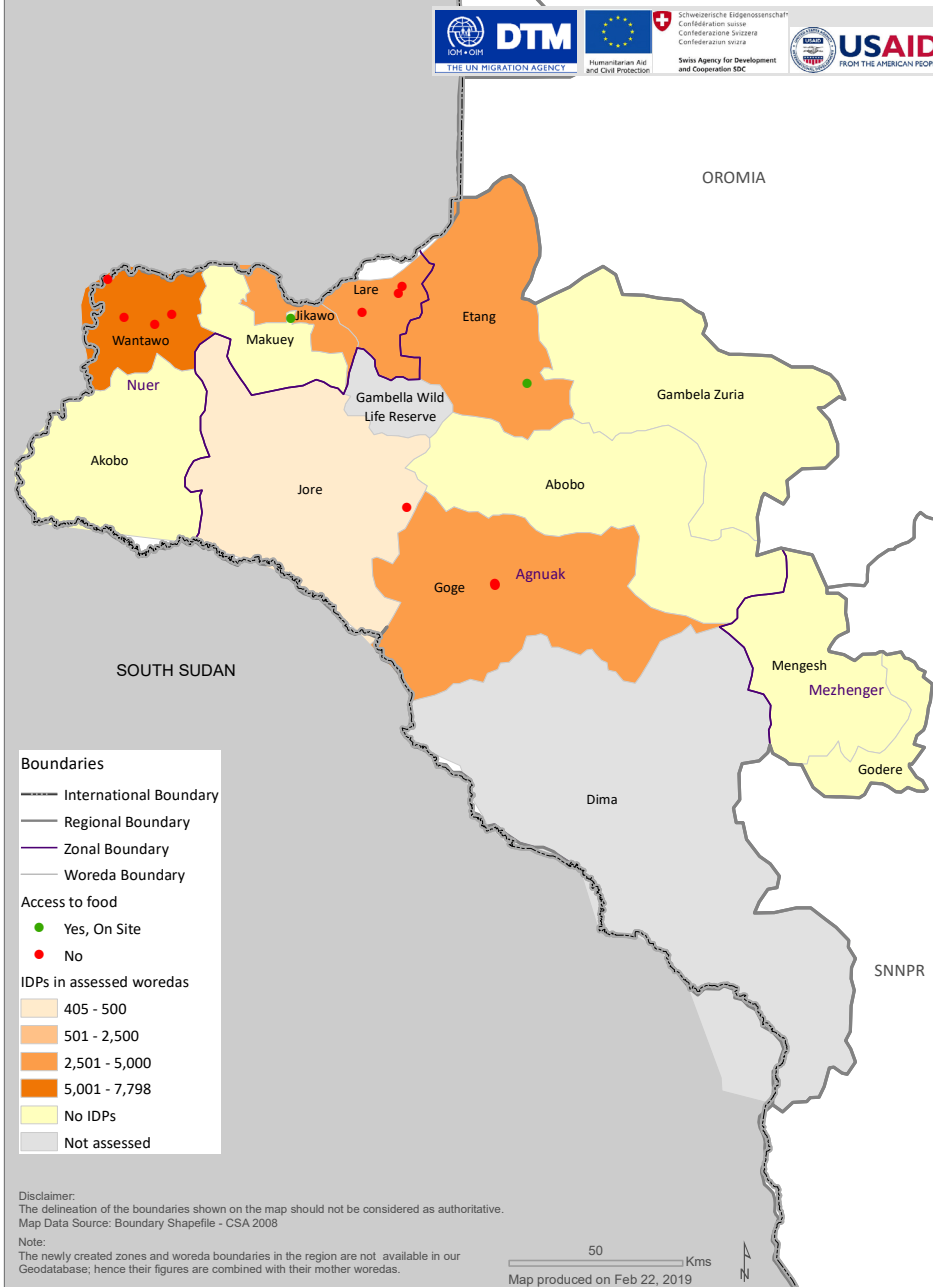 IOM • OIM
DTM
THE UN MIGRATION AGENCY
Humanitarian Aid
and Civil Protection
Schweizerische Eidgenossenschaft
Confédération suisse
Confederazione Svizzera
Confederaziun svizra
Swiss Agency for Development
and Cooperation SDC
USAID
FROM THE AMERICAN PEOP
OROMIA
Lare
Jikawo
Etang
Wantawo
Makuey
Nuer
Gambella Wild
Life Reserve
Gambela Zuria
Akobo
Jore
Abobo
Goge
Agnuak
SOUTH SUDAN
Mengesh
Mezhenger
Godere
Dima
SNNPR
Boundaries
International Boundary
Regional Boundary
Zonal Boundary
Woreda Boundary
Access to food
Yes, On Site
No
IDPs in assessed woredas
405 - 500
501 - 2,500
2,501 - 5,000
5,001 - 7,798
No IDPs
Not assessed
Disclaimer:
The delineation of the boundaries shown on the map should not be considered as authoritative.
Map Data Source: Boundary Shapefile - CSA 2008
Note:
The newly created zones and woreda boundaries in the region are not available in our
Geodatabase; hence their figures are combined with their mother woredas.
50
Kms
Map produced on Feb 22, 2019
N